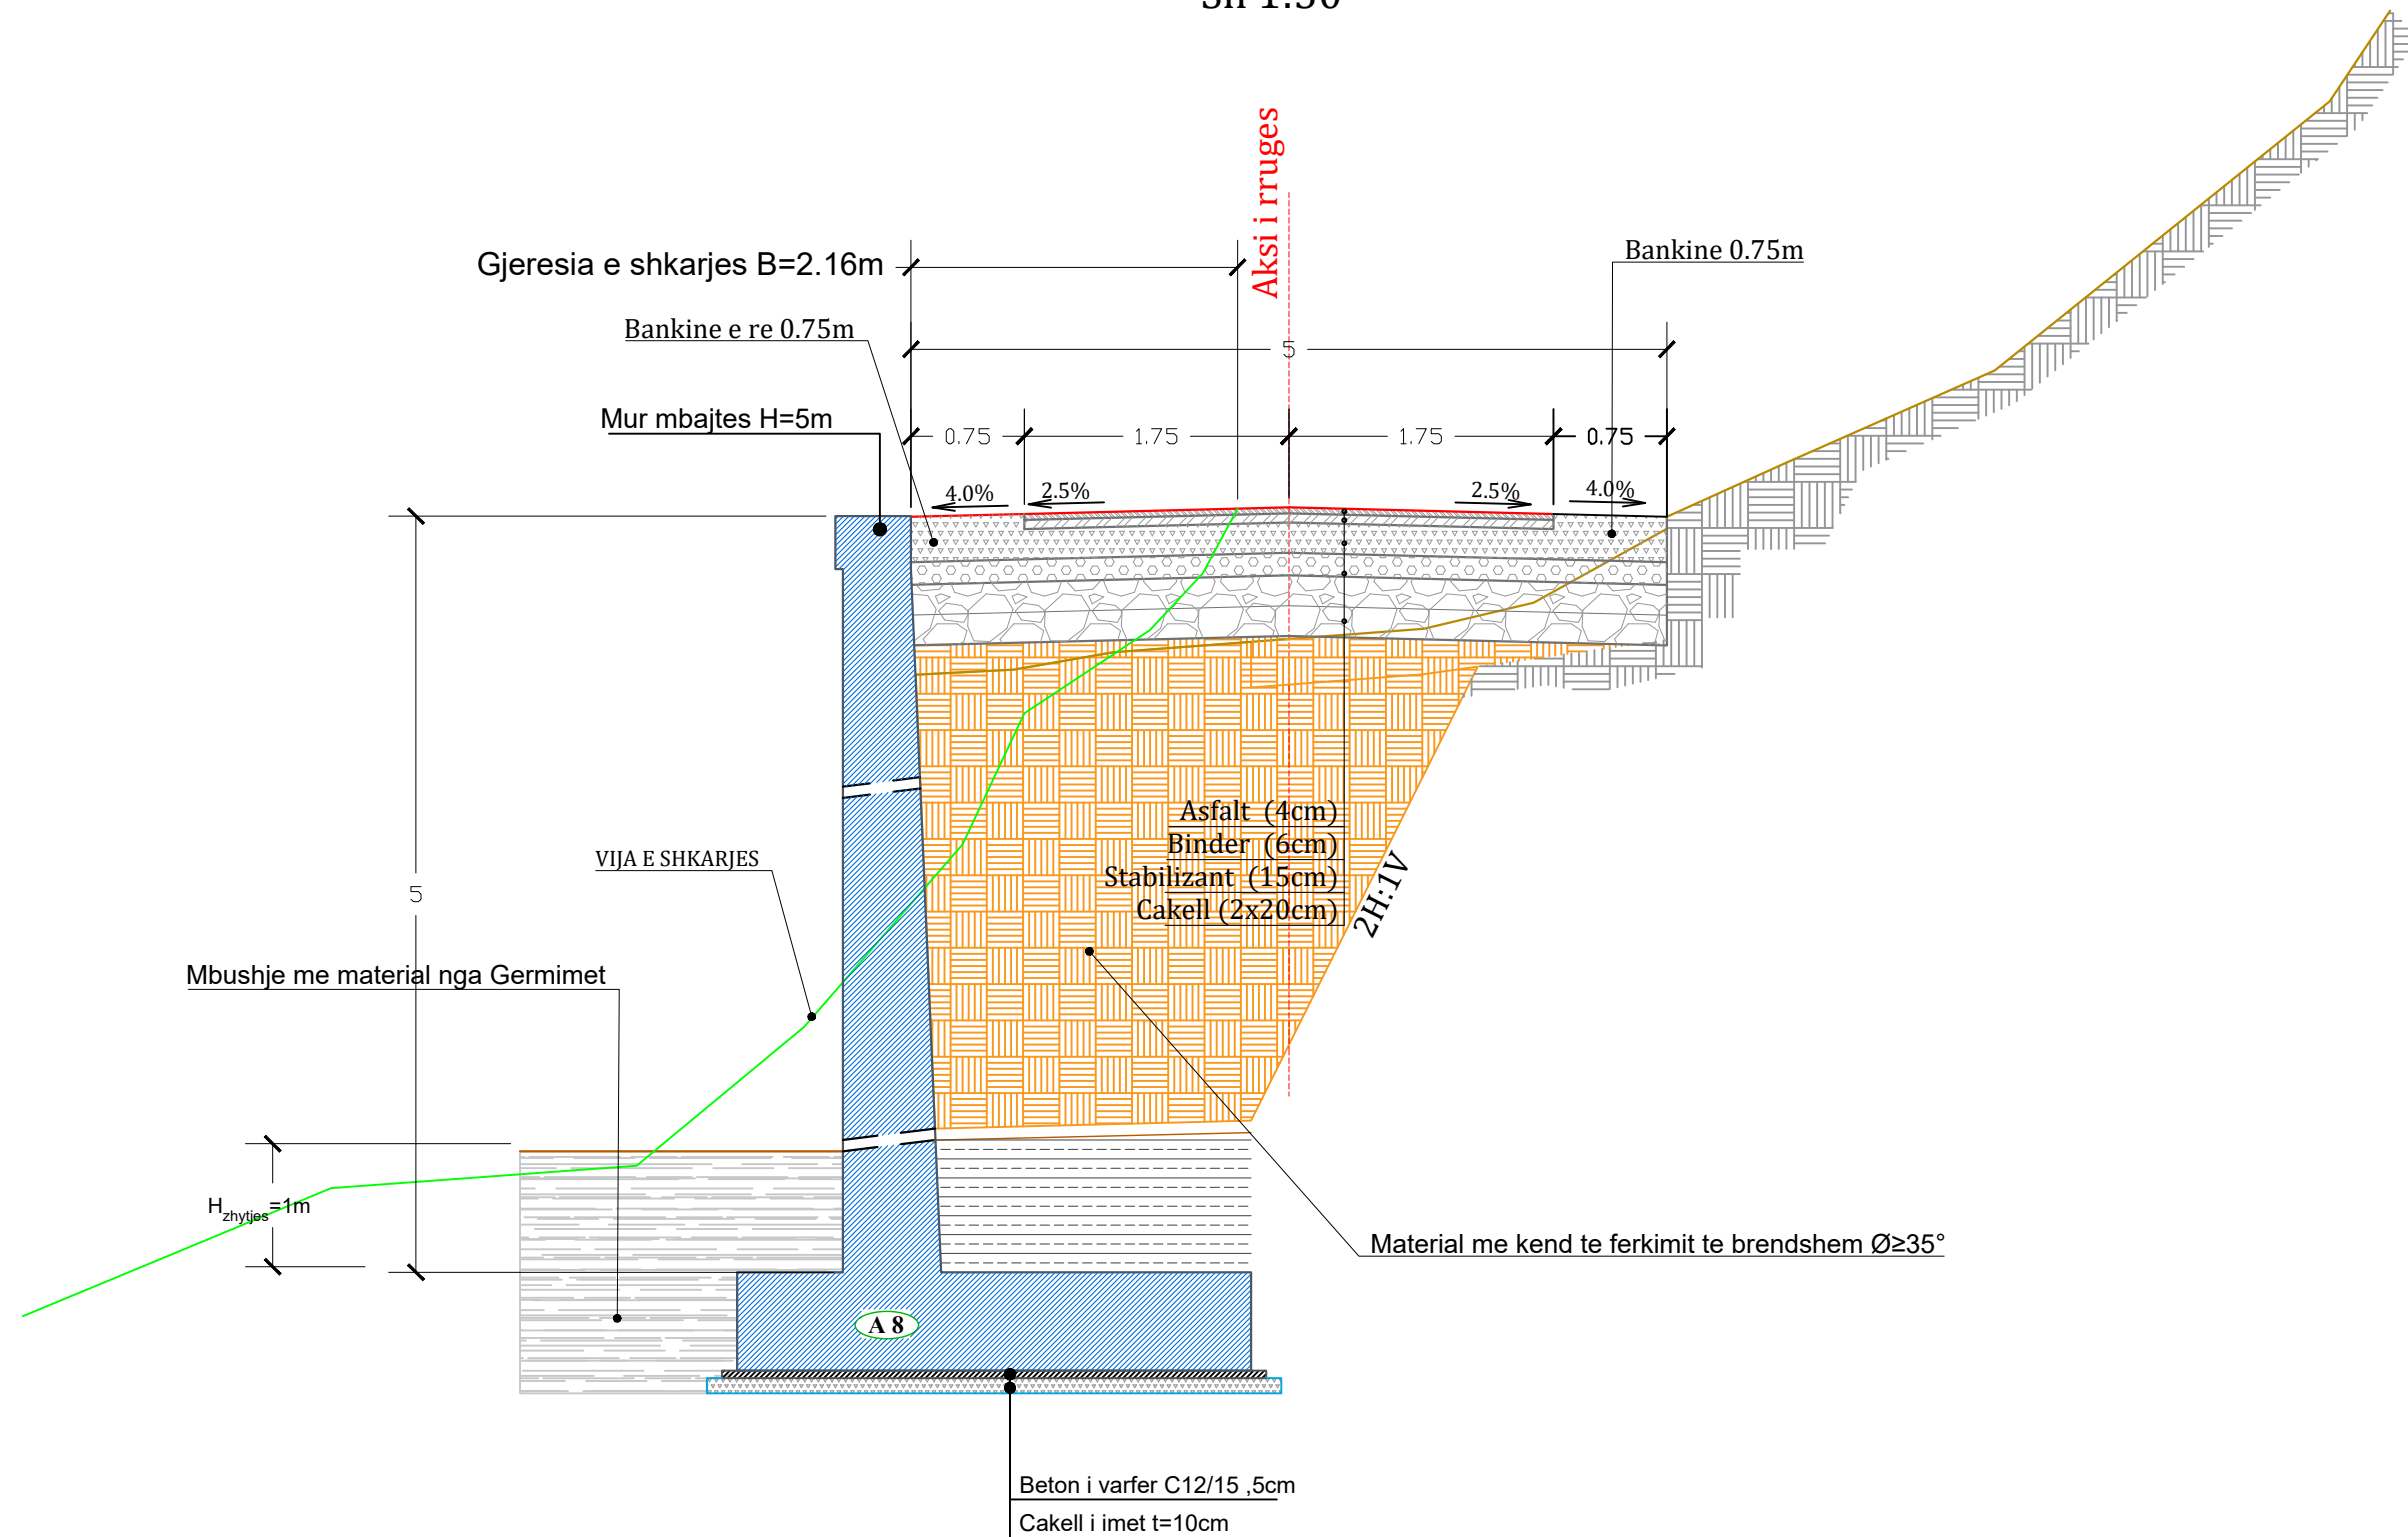 Sh 1:50
Aksi i rruges
Gjeresia e shkarjes B=2.16m
Bankine 0.75m
Bankine e re 0.75m
5
Mur mbajtes H=5m
0.75
1.75
1.75
0.75
4.0%
2.5%
2.5%
4.0%
Asfalt (4cm)
Binder (6cm)
Stabilizant (15cm)
Cakell (2x20cm)
2H:1V
VIJA E SHKARJES
5
Mbushje me material nga Germimet
Hzhytjes=1m
Material me kend te ferkimit te brendshem Ø≥35°
A 8
Beton i varfer C12/15 ,5cm
Cakell i imet t=10cm